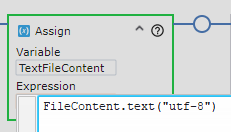 Assign
Variable
TextFileContent
Expression
FileContent.text("utf-8")